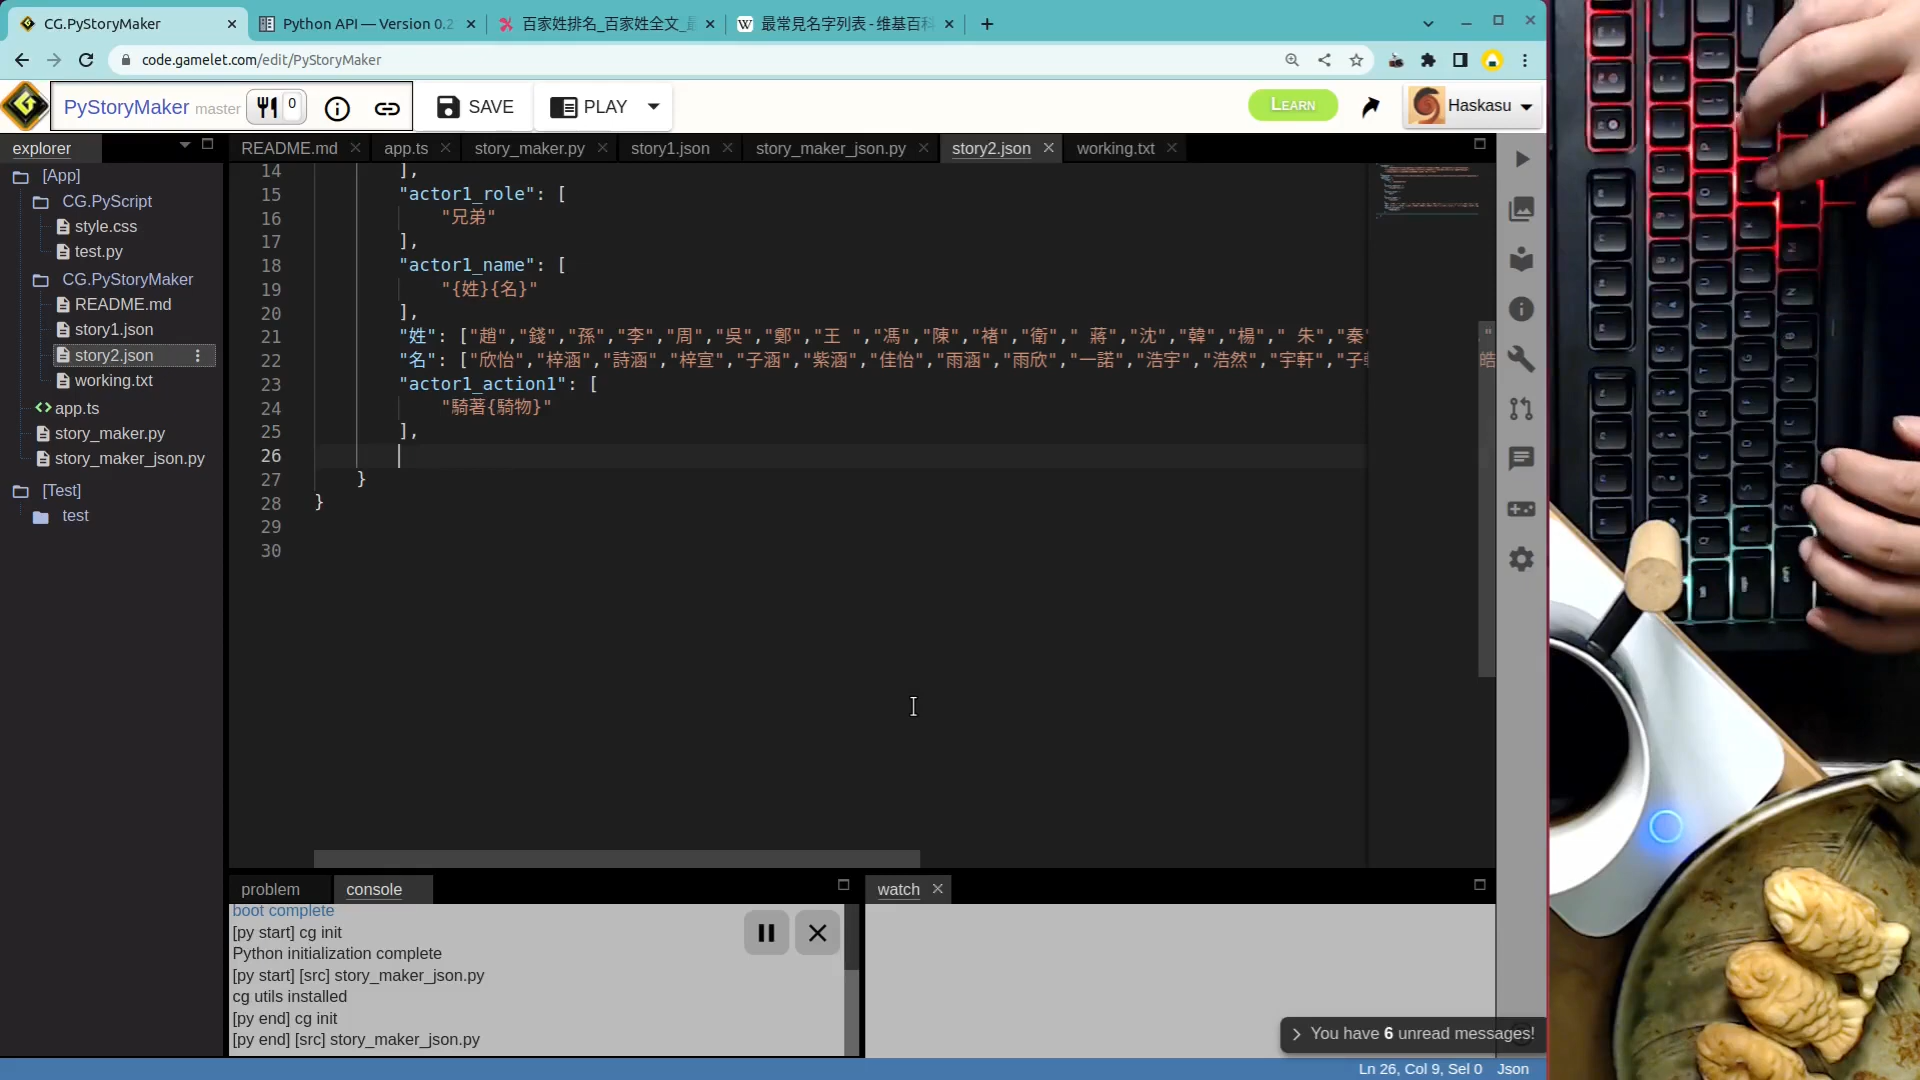 CG.PyStoryMaker
Python API — Version 0.2
百家姓排名_百家姓全文_
最常見名字列表 - 维基百科
code.gamelet.com/edit/PyStoryMaker
PyStoryMaker master 0 SAVE PLAY LEARN Haskasu
explorer
README.md app.ts story_maker.py story1.json story_maker_json.py story2.json working.txt
[App]
CG.PyScript
style.css
test.py
CG.PyStoryMaker
README.md
story1.json
story2.json
working.txt
app.ts
story_maker.py
story_maker_json.py
[Test]
test
14 ],
15 "actor1_role": [
16 "兄弟"
17 ],
18 "actor1_name": [
19 "{姓}{名}"
20 ],
21 "姓": ["趙","錢","孫","李","周","吳","鄭","王 ","馮","陳","褚","衛"," 蔣","沈","韓","楊"," 朱","秦"
22 "名": ["欣怡","梓涵","詩涵","梓宣","子涵","紫涵","佳怡","雨涵","雨欣","一諾","浩宇","浩然","宇軒","子
23 "actor1_action1": [
24 "騎著{騎物}"
25 ],
26
27 }
28 }
29
30
problem console
boot complete
[py start] cg init
Python initialization complete
[py start] [src] story_maker_json.py
cg utils installed
[py end] cg init
[py end] [src] story_maker_json.py
watch
You have 6 unread messages!
Ln 26, Col 9, Sel 0 Json